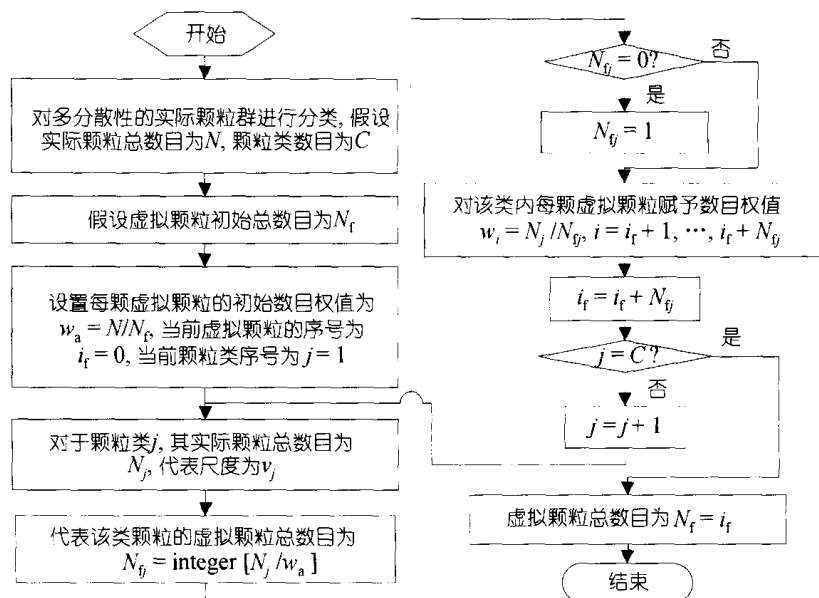 开始
对多分散性的实际颗粒群进行分类, 假设
实际颗粒总数目为N, 颗粒类数目为C
假设虚拟颗粒初始总数目为N_f
设置每颗虚拟颗粒的初始数目权值为
w_a = N/N_f, 当前虚拟颗粒的序号为
i_f = 0, 当前颗粒类序号为 j = 1
对于颗粒类j, 其实际颗粒总数目为
N_j, 代表尺度为v_j
代表该类颗粒的虚拟颗粒总数目为
N_fj = integer [N_j /w_a ]
N_fj = 0?
否
是
N_fj = 1
对该类内每颗虚拟颗粒赋予数目权值
w_i = N_j /N_fj, i = i_f + 1, …, i_f + N_fj
i_f = i_f + N_fj
j = C?
是
否
j = j + 1
虚拟颗粒总数目为 N_f = i_f
结束